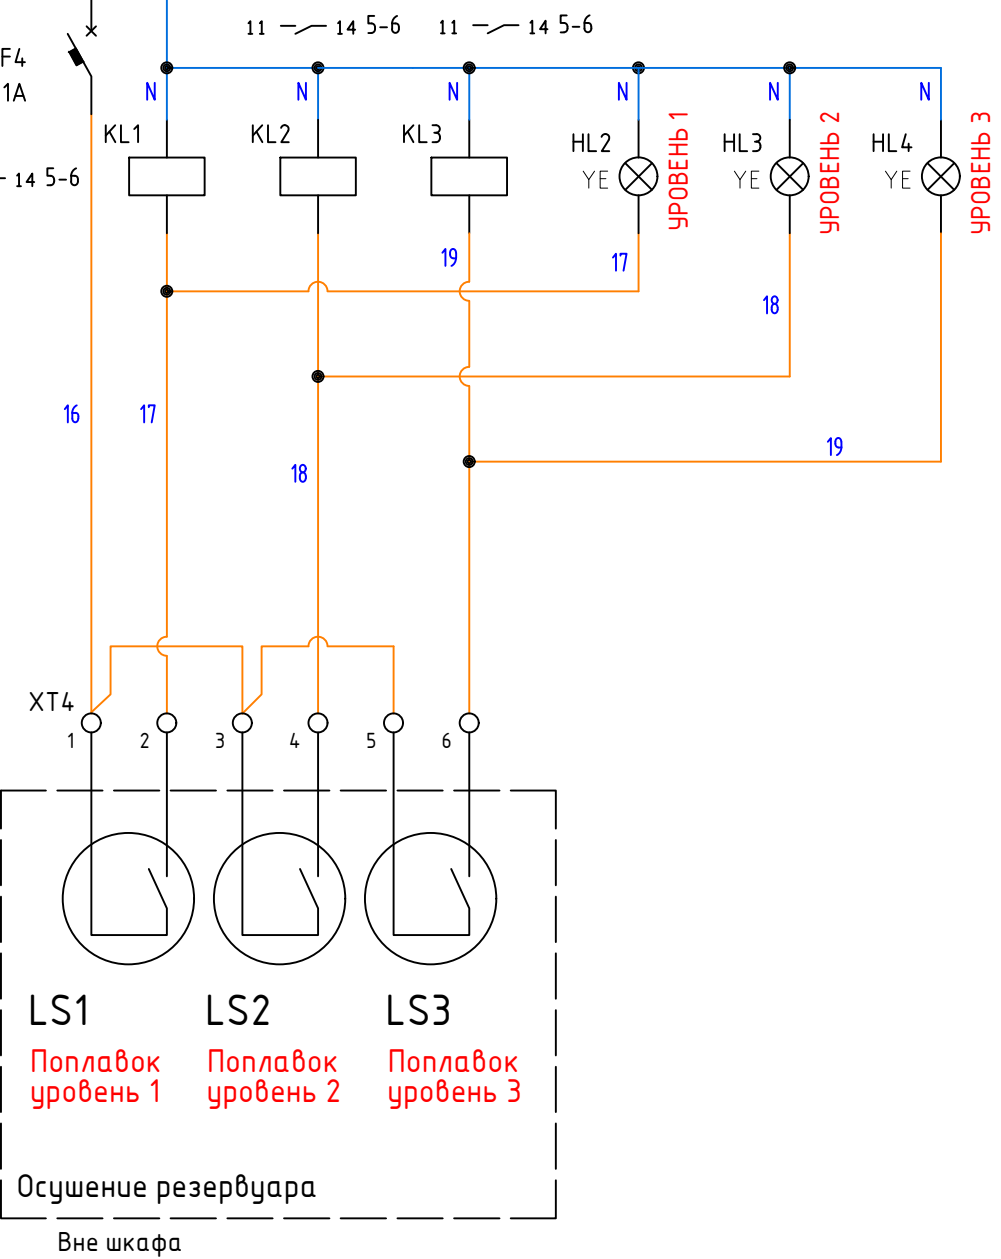 11 14 5-6 11 14 5-6
F4
1A
N N N N N N
KL1 KL2 KL3 HL2 HL3 HL4
YE YE YE
УРОВЕНЬ 1
УРОВЕНЬ 2
УРОВЕНЬ 3
14 5-6
19 17
18
16 17
18 19
XT4
1 2 3 4 5 6
LS1 LS2 LS3
Поплавок Поплавок Поплавок
уровень 1 уровень 2 уровень 3
Осушение резервуара
Вне шкафа